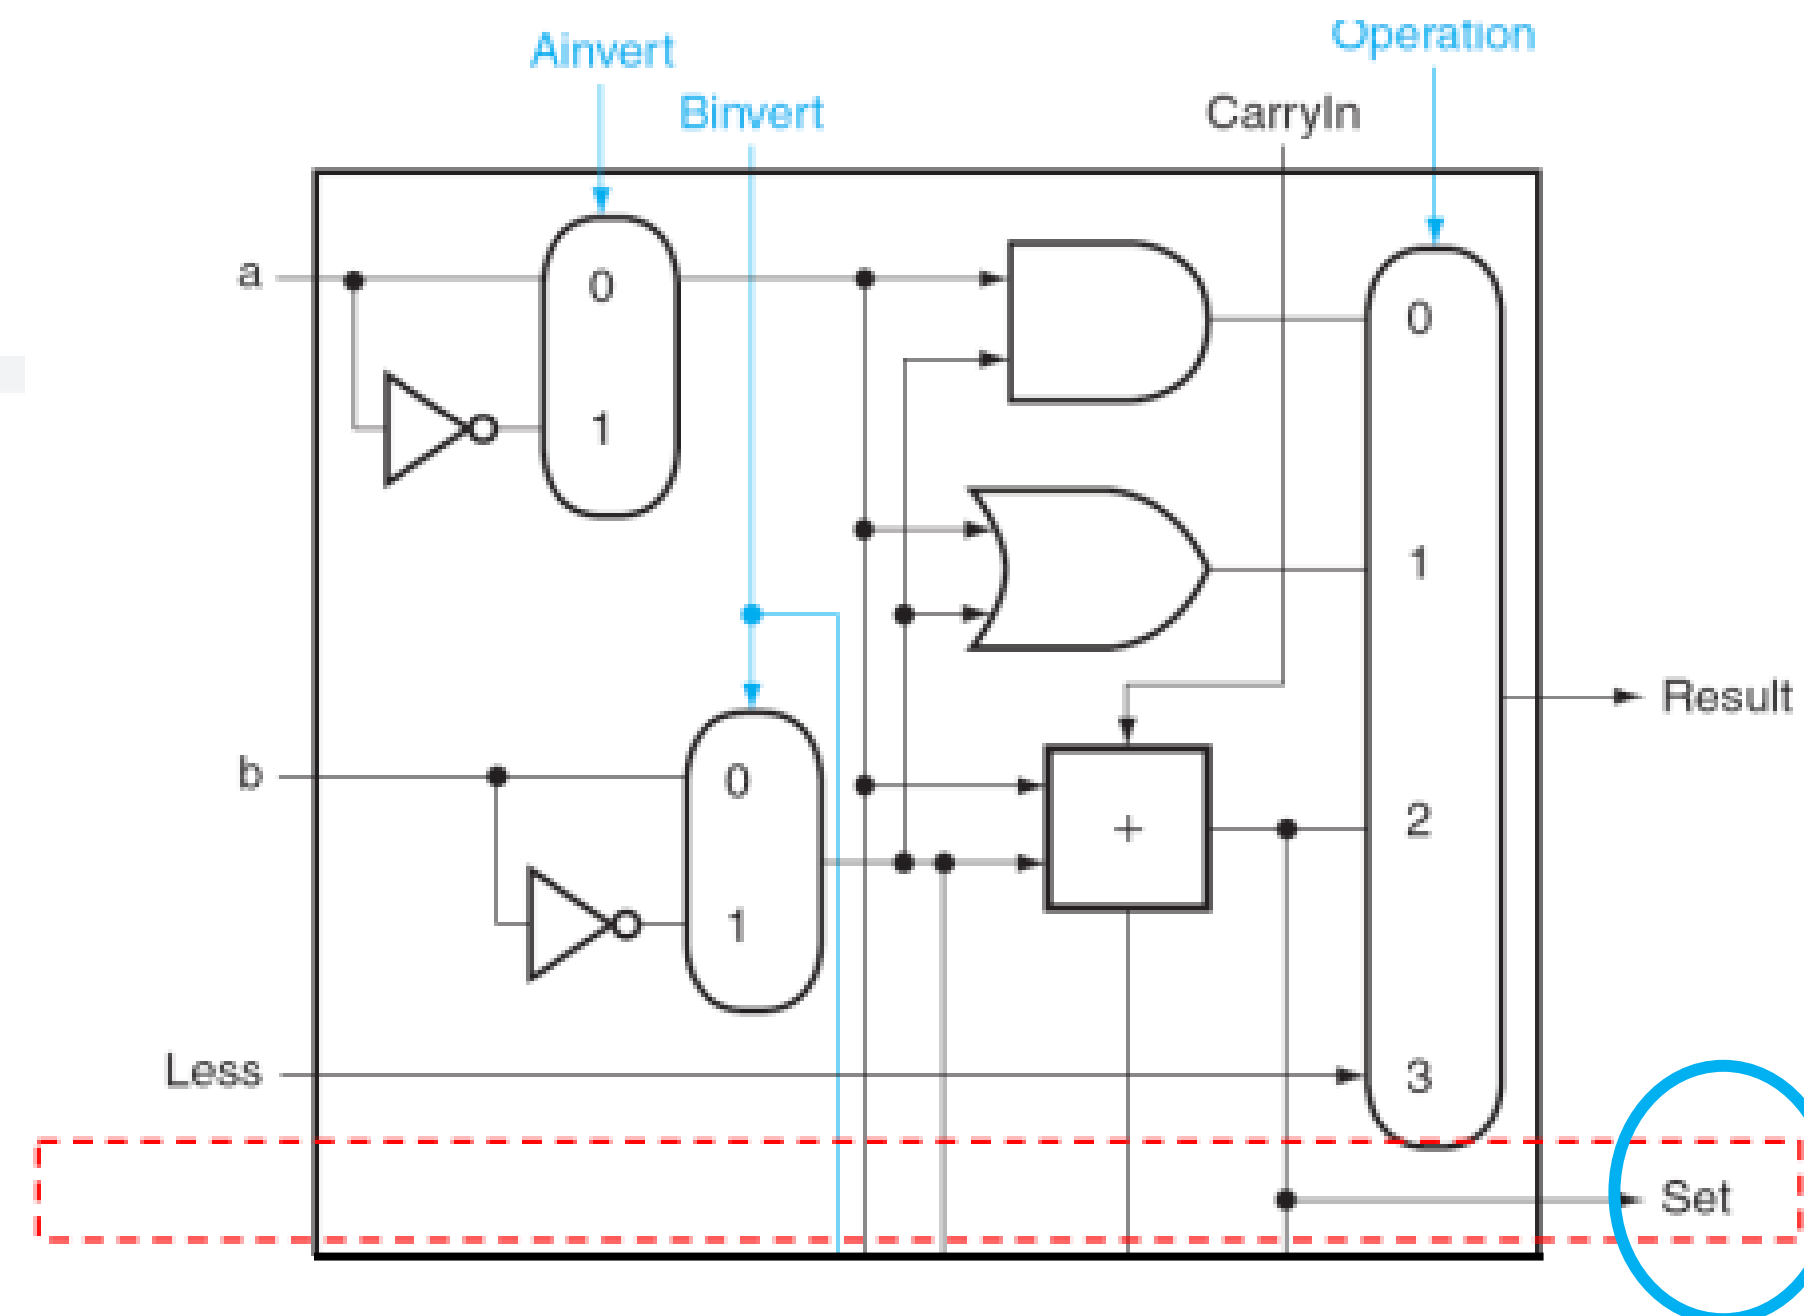 Operation
Ainvert
Binvert
CarryIn
a
0
1
0
1
Result
b
0
1
+
2
Less
3
Set